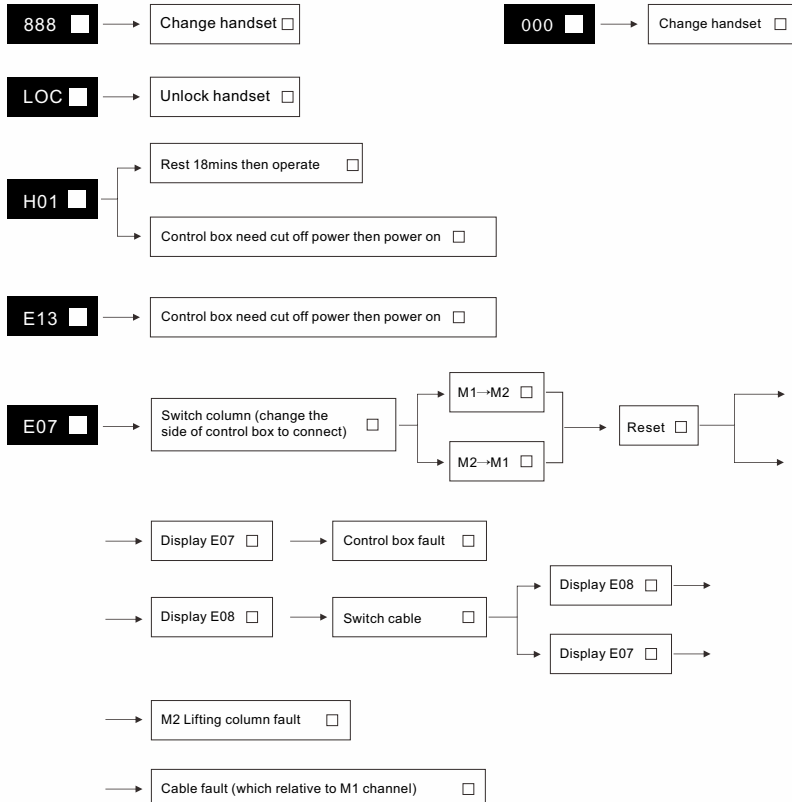 888
Change handset
000
Change handset
LOC
Unlock handset
H01
Rest 18mins then operate
Control box need cut off power then power on
E13
Control box need cut off power then power on
E07
Switch column (change the
side of control box to connect)
M1→M2
M2→M1
Reset
Display E07
Control box fault
Display E08
Switch cable
Display E08
Display E07
M2 Lifting column fault
Cable fault (which relative to M1 channel)